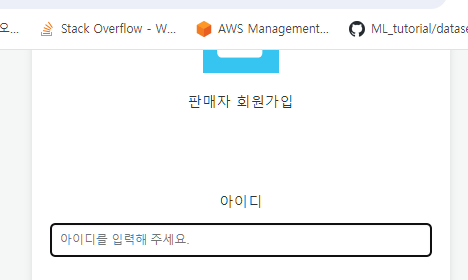 Stack Overflow - W...
AWS Management...
ML_tutorial/datase
판매자 회원가입
아이디
아이디를 입력해 주세요.